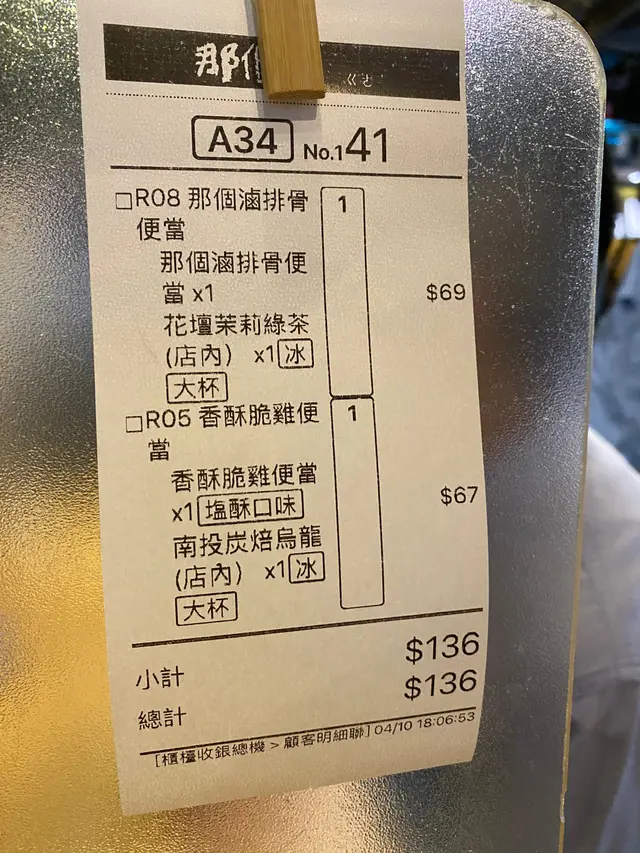 那
ㄍㄜ
A34 No.141
□R08 那個滷排骨 1
便當
那個滷排骨便
當 x1 $69
花壇茉莉綠茶
(店內) x1 冰
大杯
□R05 香酥脆雞便 1
當
香酥脆雞便當
x1 塩酥口味 $67
南投炭焙烏龍
(店內) x1 冰
大杯
小計 $136
總計 $136
[櫃檯收銀總機 > 顧客明細聯] 04/10 18:06:53